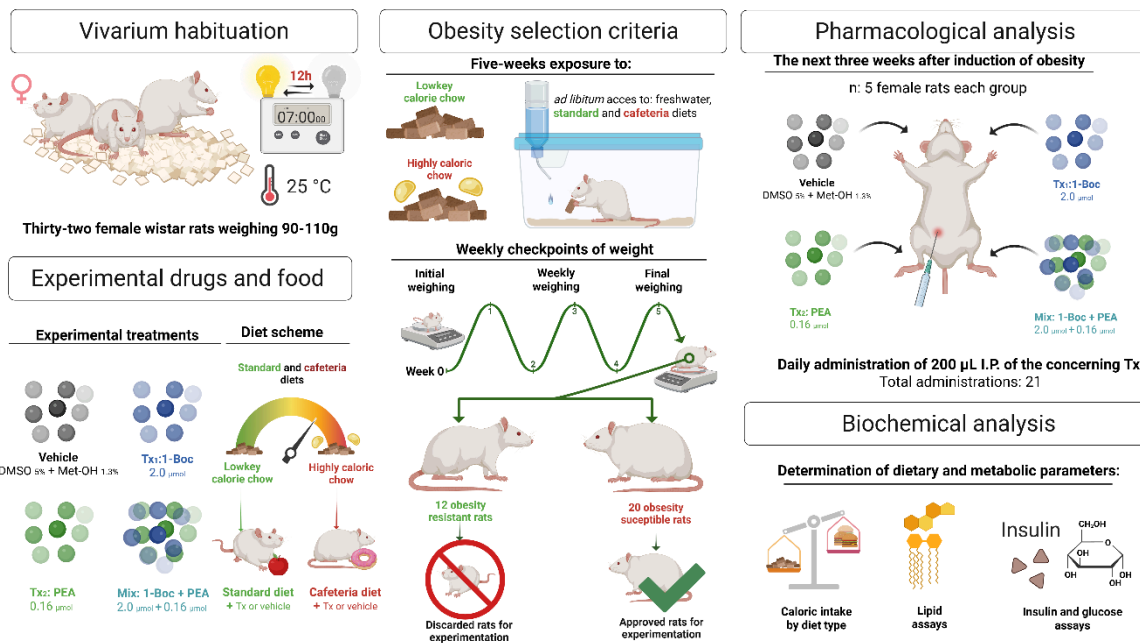 Vivarium habituation
12h
07:00 00
25 °C
Thirty-two female wistar rats weighing 90-110g
Experimental drugs and food
Experimental treatments
Diet scheme
Standard and cafeteria
diets
Vehicle
DMSO 5% + Met-OH 1.3%
Tx₁:1-Boc
2.0 µmol
Lowkey
calorie chow
Highly caloric
chow
Tx₂: PEA
0.16 µmol
Mix: 1-Boc + PEA
2.0 µmol + 0.16 µmol
Standard diet
+ Tx or vehicle
Cafeteria diet
+ Tx or vehicle
Obesity selection criteria
Five-weeks exposure to:
Lowkey
calorie chow
Highly caloric
chow
ad libitum acces to: freshwater,
standard and cafeteria diets
Weekly checkpoints of weight
Initial
weighing
Weekly
weighing
Final
weighing
1
3
5
Week 0
2
4
12 obesity
resistant rats
20 obesity
suceptible rats
Discarded rats for
experimentation
Approved rats for
experimentation
Pharmacological analysis
The next three weeks after induction of obesity
n: 5 female rats each group
Vehicle
DMSO 5% + Met-OH 1.3%
Tx₁:1-Boc
2.0 µmol
Tx₂: PEA
0.16 µmol
Mix: 1-Boc + PEA
2.0 µmol + 0.16 µmol
Daily administration of 200 µL I.P. of the concerning Tx
Total administrations: 21
Biochemical analysis
Determination of dietary and metabolic parameters:
Insulin
CH₂OH
O
OH
OH
OH
OH
Caloric intake
by diet type
Lipid
assays
Insulin and glucose
assays